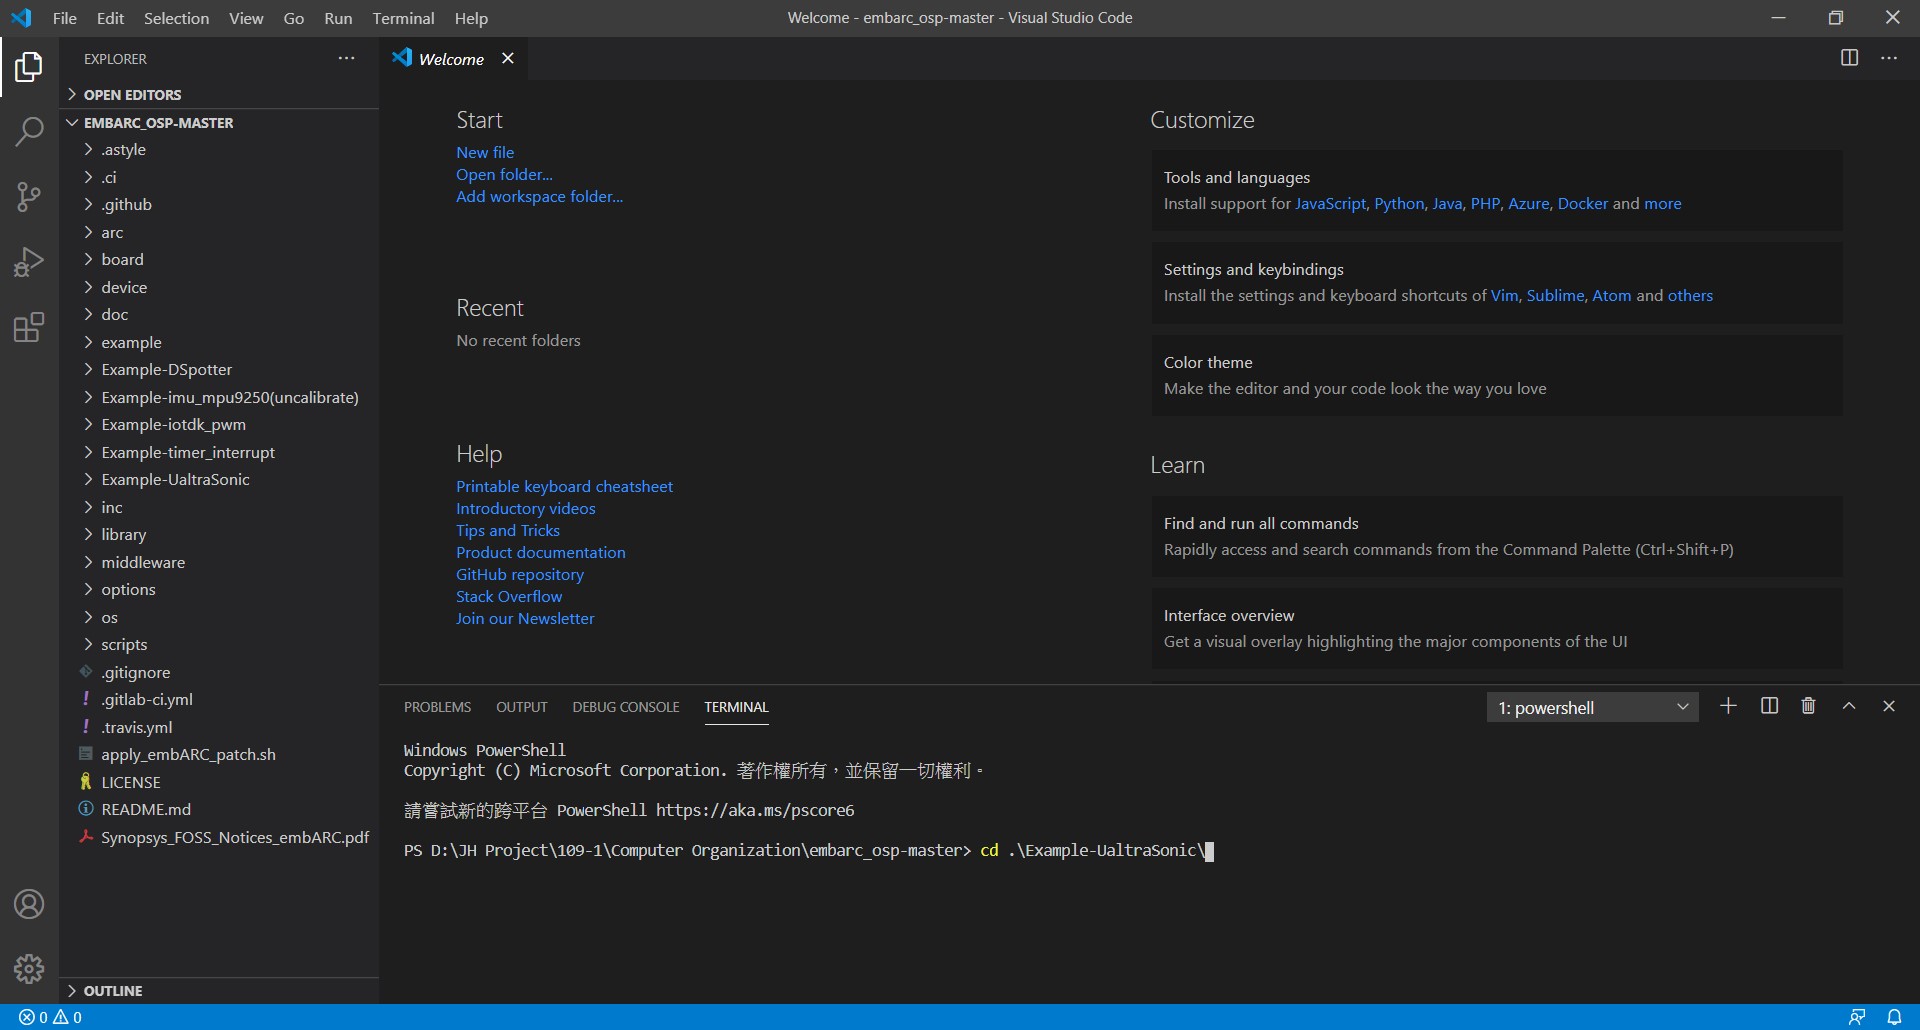 File Edit Selection View Go Run Terminal Help
Welcome - embarc_osp-master - Visual Studio Code
EXPLORER
OPEN EDITORS
EMBARC_OSP-MASTER
.astyle
.ci
.github
arc
board
device
doc
example
Example-DSpotter
Example-imu_mpu9250(uncalibrate)
Example-iotdk_pwm
Example-timer_interrupt
Example-UaltraSonic
inc
library
middleware
options
os
scripts
.gitignore
.gitlab-ci.yml
.travis.yml
apply_embARC_patch.sh
LICENSE
README.md
Synopsys_FOSS_Notices_embARC.pdf
OUTLINE
Welcome
Start
New file
Open folder...
Add workspace folder...
Recent
No recent folders
Help
Printable keyboard cheatsheet
Introductory videos
Tips and Tricks
Product documentation
GitHub repository
Stack Overflow
Join our Newsletter
Customize
Tools and languages
Install support for JavaScript, Python, Java, PHP, Azure, Docker and more
Settings and keybindings
Install the settings and keyboard shortcuts of Vim, Sublime, Atom and others
Color theme
Make the editor and your code look the way you love
Learn
Find and run all commands
Rapidly access and search commands from the Command Palette (Ctrl+Shift+P)
Interface overview
Get a visual overlay highlighting the major components of the UI
PROBLEMS OUTPUT DEBUG CONSOLE TERMINAL
1: powershell
Windows PowerShell
Copyright (C) Microsoft Corporation. 著作權所有，並保留一切權利。
請嘗試新的跨平台 PowerShell https://aka.ms/pscore6
PS D:\JH Project\109-1\Computer Organization\embarc_osp-master> cd .\Example-UaltraSonic\
0 0